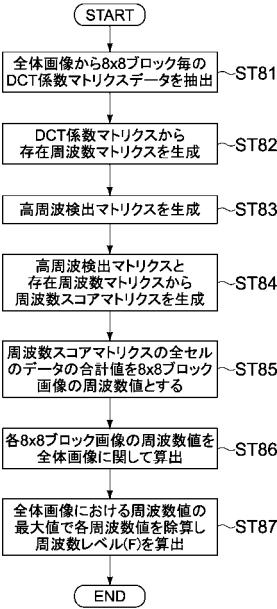 START
全体画像から8x8ブロック毎の
DCT係数マトリクスデータを抽出
ST81
DCT係数マトリクスから
存在周波数マトリクスを生成
ST82
高周波検出マトリクスを生成
ST83
高周波検出マトリクスと
存在周波数マトリクスから
周波数スコアマトリクスを生成
ST84
周波数スコアマトリクスの全セル
のデータの合計値を8x8ブロック
画像の周波数値とする
ST85
各8x8ブロック画像の周波数値を
全体画像に関して算出
ST86
全体画像における周波数値の
最大値で各周波数値を除算し
周波数レベル(F)を算出
ST87
END